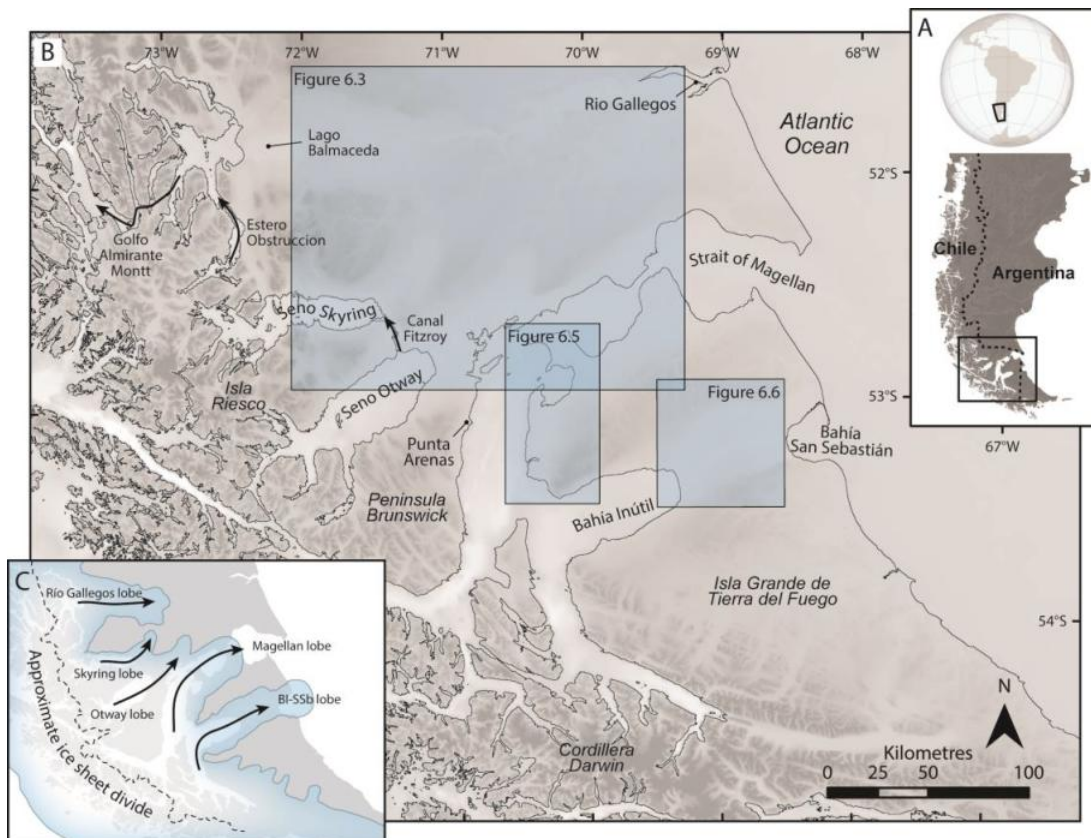 B
73°W
72°W
71°W
70°W
69°W
68°W
A
Figure 6.3
Rio Gallegos
Lago
Balmaceda
Atlantic
Ocean
52°S
Estero
Obstruccion
Golfo
Almirante
Montt
Strait of Magellan
Chile
Argentina
Seno Skyring
Canal
Fitzroy
Figure 6.5
Isla
Riesco
Seno Otway
Figure 6.6
53°S
67°W
Punta
Arenas
Bahía
San Sebastián
Peninsula
Brunswick
Bahía Inútil
Isla Grande de
Tierra del Fuego
54°S
C
Río Gallegos lobe
Magellan lobe
Skyring lobe
BI-SSb lobe
Otway lobe
Approximate ice sheet divide
N
Cordillera
Darwin
Kilometres
0 25 50 100